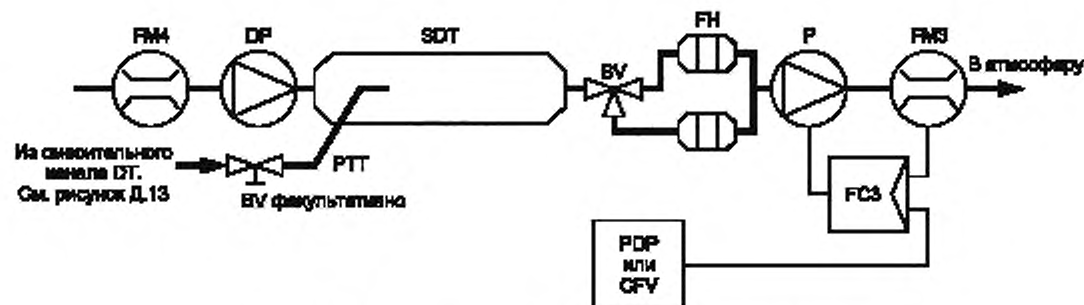 FM4
DP
SDT
FH
P
FM3
BV
В атмосферу
Из смесительного
канала DT.
См. рисунок Д.13
PTT
BV факультативно
FC3
PDP
или
CFV